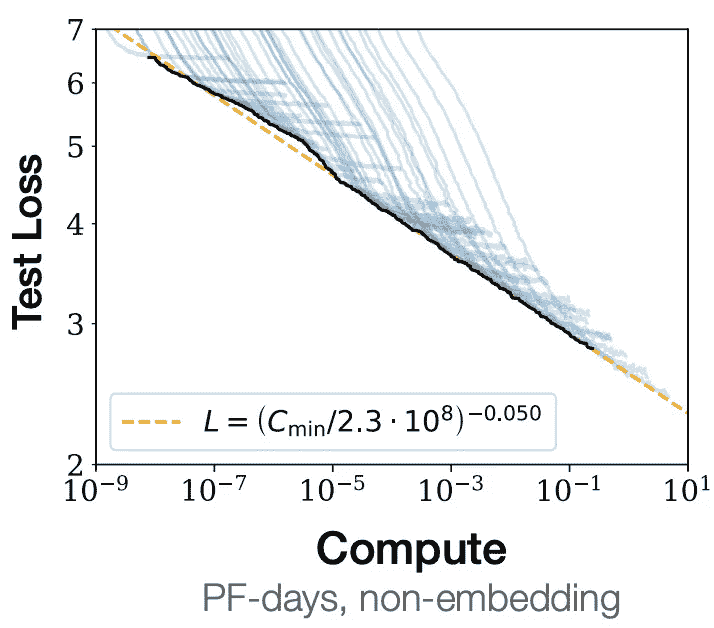 7
6
5
4
3
2
Test Loss
L = (C_min/2.3 · 10^8)^−0.050
10^−9 10^−7 10^−5 10^−3 10^−1 10^1
Compute
PF-days, non-embedding